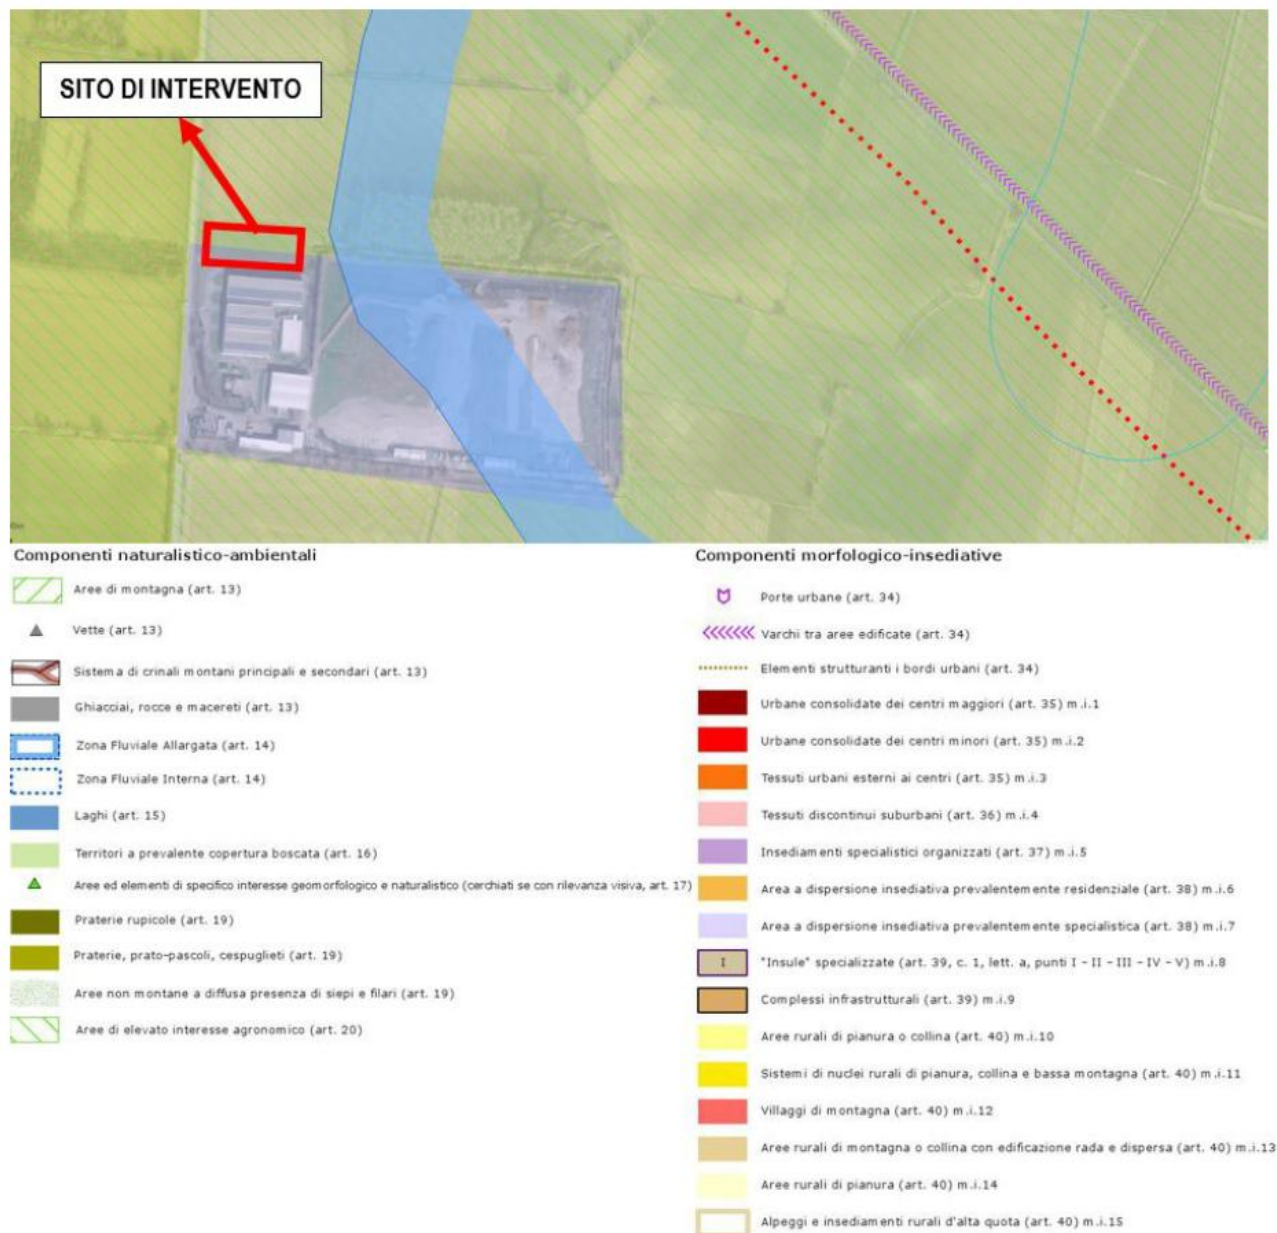 SITO DI INTERVENTO
Componenti naturalistico-ambientali
Aree di montagna (art. 13)
Vette (art. 13)
Sistema di crinali montani principali e secondari (art. 13)
Ghiacciai, rocce e macereti (art. 13)
Zona Fluviale Allargata (art. 14)
Zona Fluviale Interna (art. 14)
Laghi (art. 15)
Territori a prevalente copertura boscata (art. 16)
Aree ed elementi di specifico interesse geomorfologico e naturalistico (cerchiati se con rilevanza visiva, art. 17)
Praterie rupicole (art. 19)
Praterie, prato-pascoli, cespuglieti (art. 19)
Aree non montane a diffusa presenza di siepi e filari (art. 19)
Aree di elevato interesse agronomico (art. 20)
Componenti morfologico-insediative
Porte urbane (art. 34)
Varchi tra aree edificate (art. 34)
Elementi strutturanti i bordi urbani (art. 34)
Urbane consolidate dei centri maggiori (art. 35) m.i.1
Urbane consolidate dei centri minori (art. 35) m.i.2
Tessuti urbani esterni ai centri (art. 35) m.i.3
Tessuti discontinui suburbani (art. 36) m.i.4
Insediamenti specialistici organizzati (art. 37) m.i.5
Area a dispersione insediativa prevalentemente residenziale (art. 38) m.i.6
Area a dispersione insediativa prevalentemente specialistica (art. 38) m.i.7
I "Insule" specializzate (art. 39, c. 1, lett. a, punti I - II - III - IV - V) m.i.8
Complessi infrastrutturali (art. 39) m.i.9
Aree rurali di pianura o collina (art. 40) m.i.10
Sistemi di nuclei rurali di pianura, collina e bassa montagna (art. 40) m.i.11
Villaggi di montagna (art. 40) m.i.12
Aree rurali di montagna o collina con edificazione rada e dispersa (art. 40) m.i.13
Aree rurali di pianura (art. 40) m.i.14
Alpeggi e insediamenti rurali d'alta quota (art. 40) m.i.15